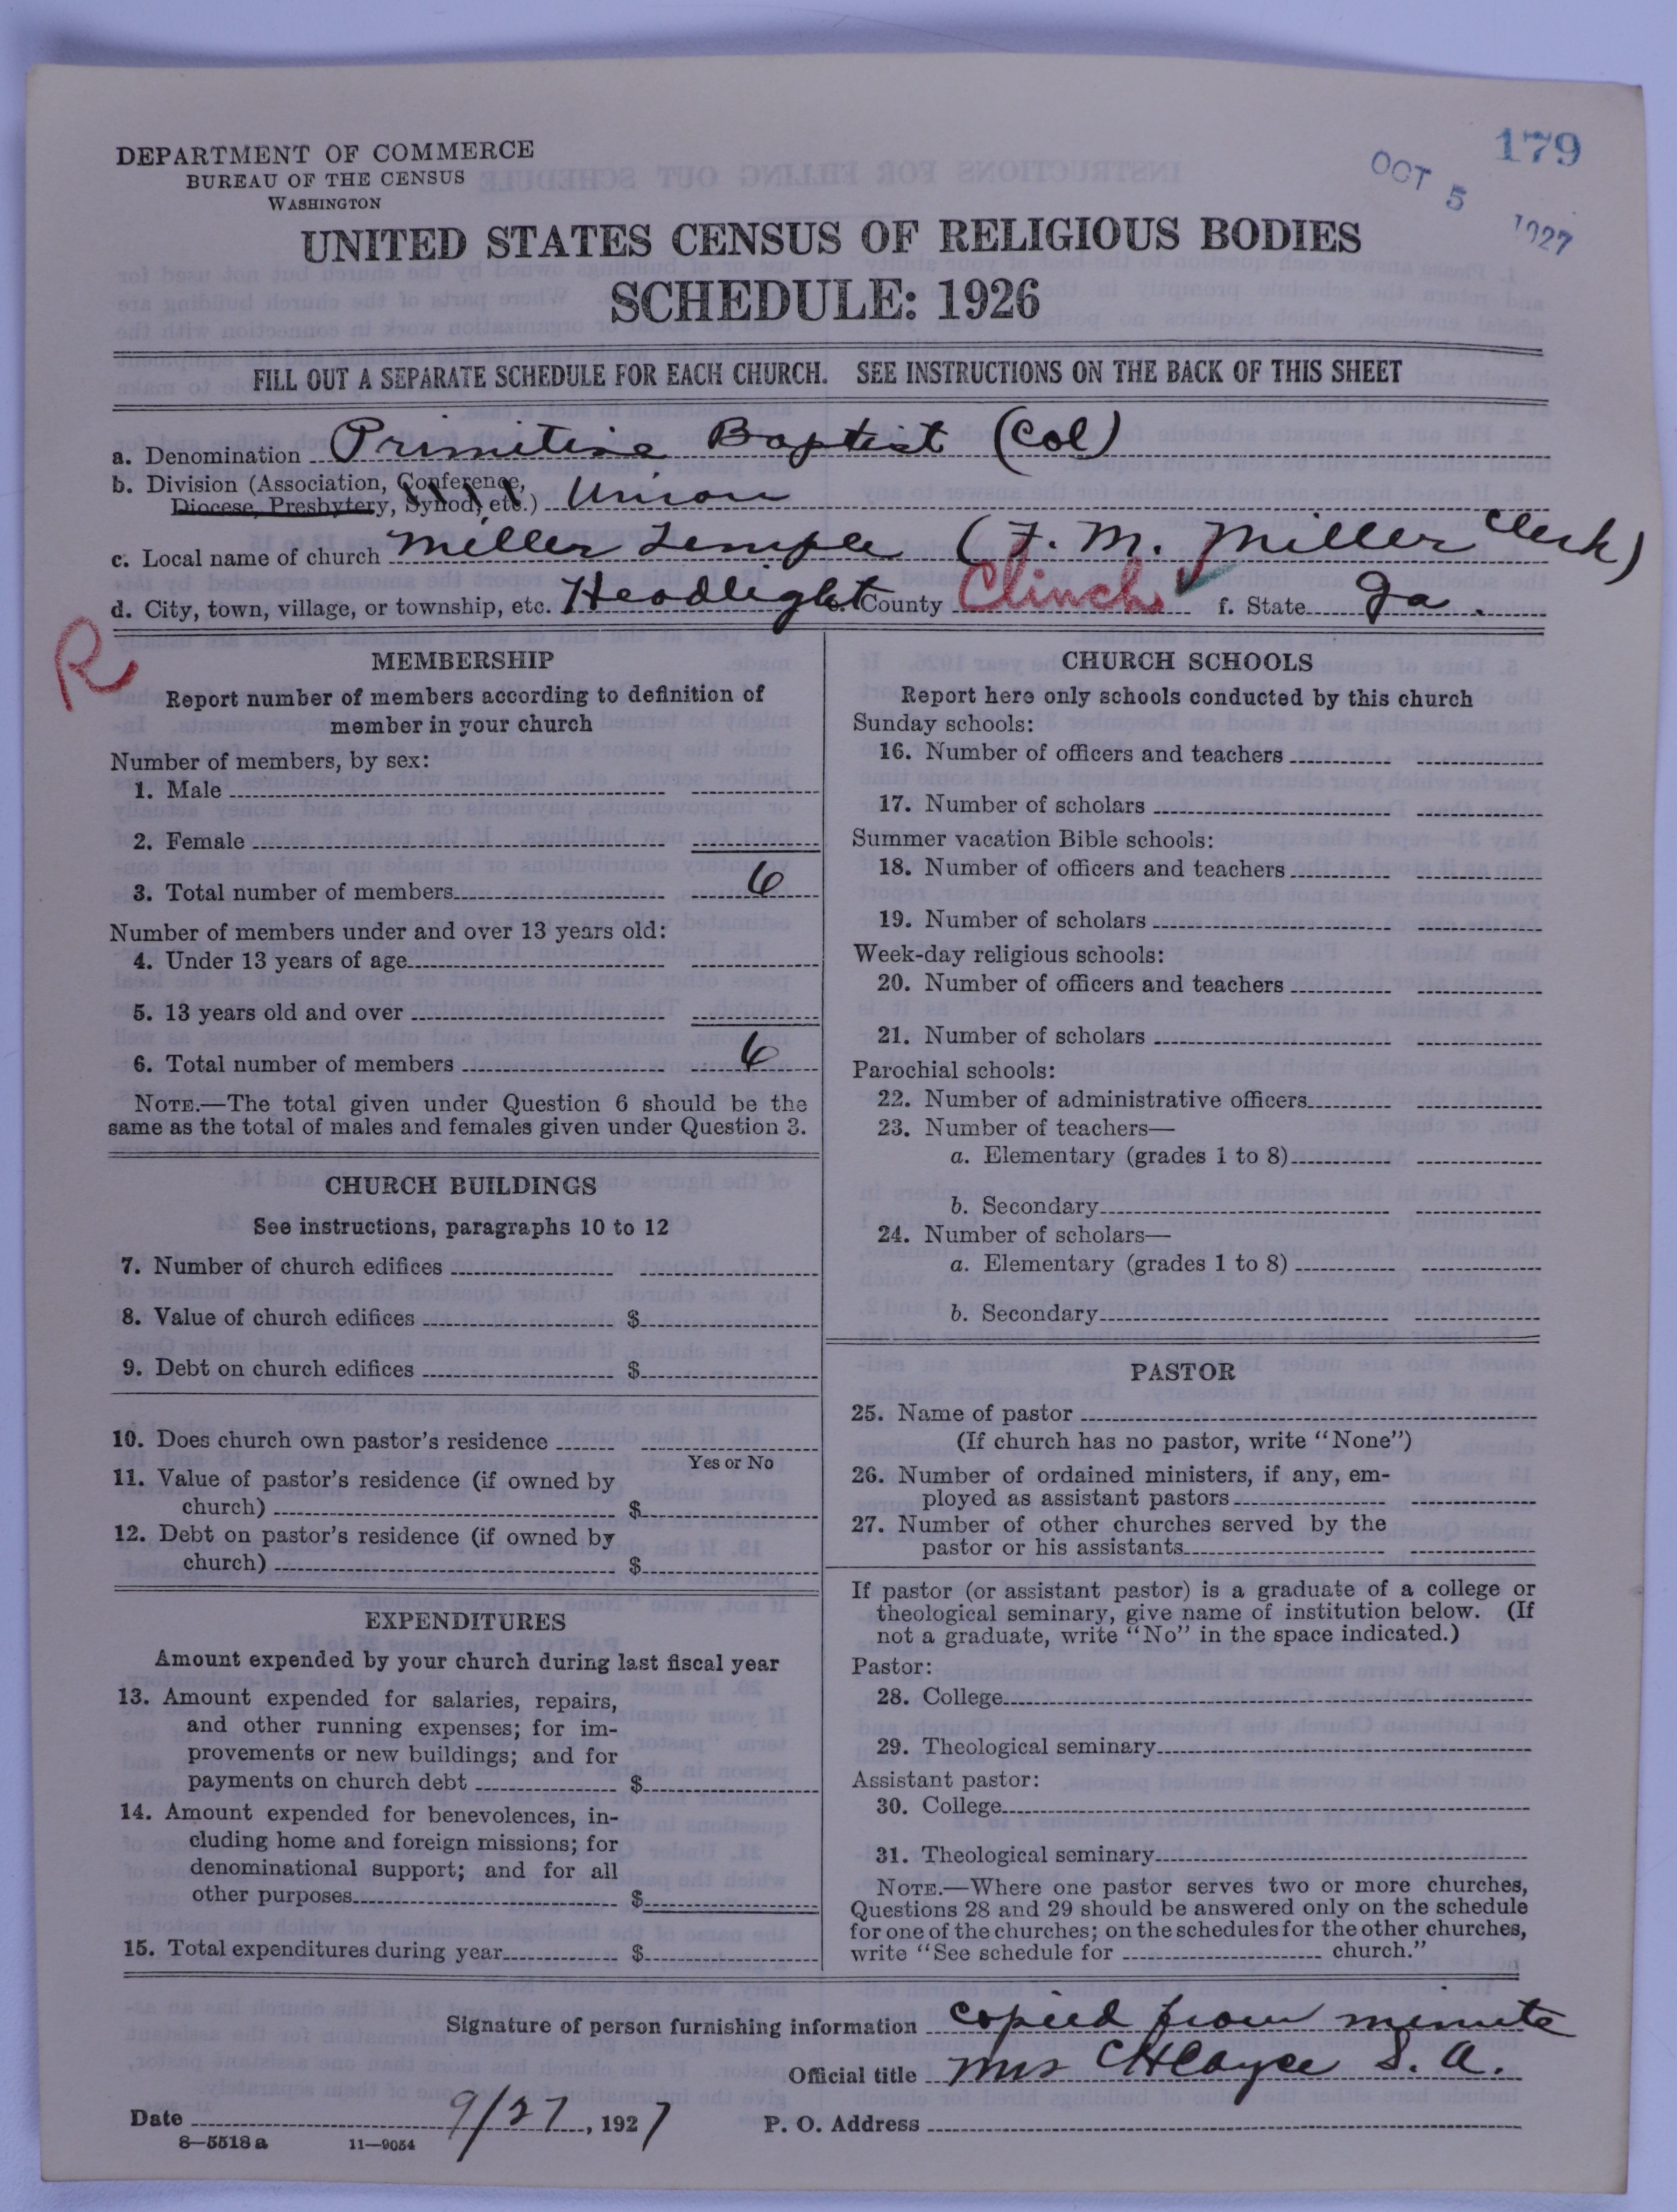 179
OCT 5 1927
DEPARTMENT OF COMMERCE
BUREAU OF THE CENSUS
WASHINGTON
UNITED STATES CENSUS OF RELIGIOUS BODIES
SCHEDULE: 1926
FILL OUT A SEPARATE SCHEDULE FOR EACH CHURCH. SEE INSTRUCTIONS ON THE BACK OF THIS SHEET
a. Denomination Primitive Baptist (Col)
b. Division (Association, Conference,
Diocese, Presbytery, Synod, etc.) Union
c. Local name of church Miller Temple (F. M. Miller Clerk)
d. City, town, village, or township, etc. Headlight e. County Clinch f. State Ga.
R
MEMBERSHIP
Report number of members according to definition of
member in your church
Number of members, by sex:
1. Male
2. Female
3. Total number of members 6
Number of members under and over 13 years old:
4. Under 13 years of age
5. 13 years old and over
6. Total number of members 6
NOTE.—The total given under Question 6 should be the
same as the total of males and females given under Question 3.
CHURCH BUILDINGS
See instructions, paragraphs 10 to 12
7. Number of church edifices
8. Value of church edifices $
9. Debt on church edifices $
10. Does church own pastor's residence
Yes or No
11. Value of pastor's residence (if owned by
church) $
12. Debt on pastor's residence (if owned by
church) $
EXPENDITURES
Amount expended by your church during last fiscal year
13. Amount expended for salaries, repairs,
and other running expenses; for im-
provements or new buildings; and for
payments on church debt $
14. Amount expended for benevolences, in-
cluding home and foreign missions; for
denominational support; and for all
other purposes $
15. Total expenditures during year $
CHURCH SCHOOLS
Report here only schools conducted by this church
Sunday schools:
16. Number of officers and teachers
17. Number of scholars
Summer vacation Bible schools:
18. Number of officers and teachers
19. Number of scholars
Week-day religious schools:
20. Number of officers and teachers
21. Number of scholars
Parochial schools:
22. Number of administrative officers
23. Number of teachers—
a. Elementary (grades 1 to 8)
b. Secondary
24. Number of scholars—
a. Elementary (grades 1 to 8)
b. Secondary
PASTOR
25. Name of pastor
(If church has no pastor, write "None")
26. Number of ordained ministers, if any, em-
ployed as assistant pastors
27. Number of other churches served by the
pastor or his assistants
If pastor (or assistant pastor) is a graduate of a college or
theological seminary, give name of institution below. (If
not a graduate, write "No" in the space indicated.)
Pastor:
28. College
29. Theological seminary
Assistant pastor:
30. College
31. Theological seminary
NOTE.—Where one pastor serves two or more churches,
Questions 28 and 29 should be answered only on the schedule
for one of the churches; on the schedules for the other churches,
write "See schedule for church."
Signature of person furnishing information copied from minute
Official title Mrs C H Cayce S. A.
Date 9/27, 1927 P. O. Address
8—5518a 11—9054